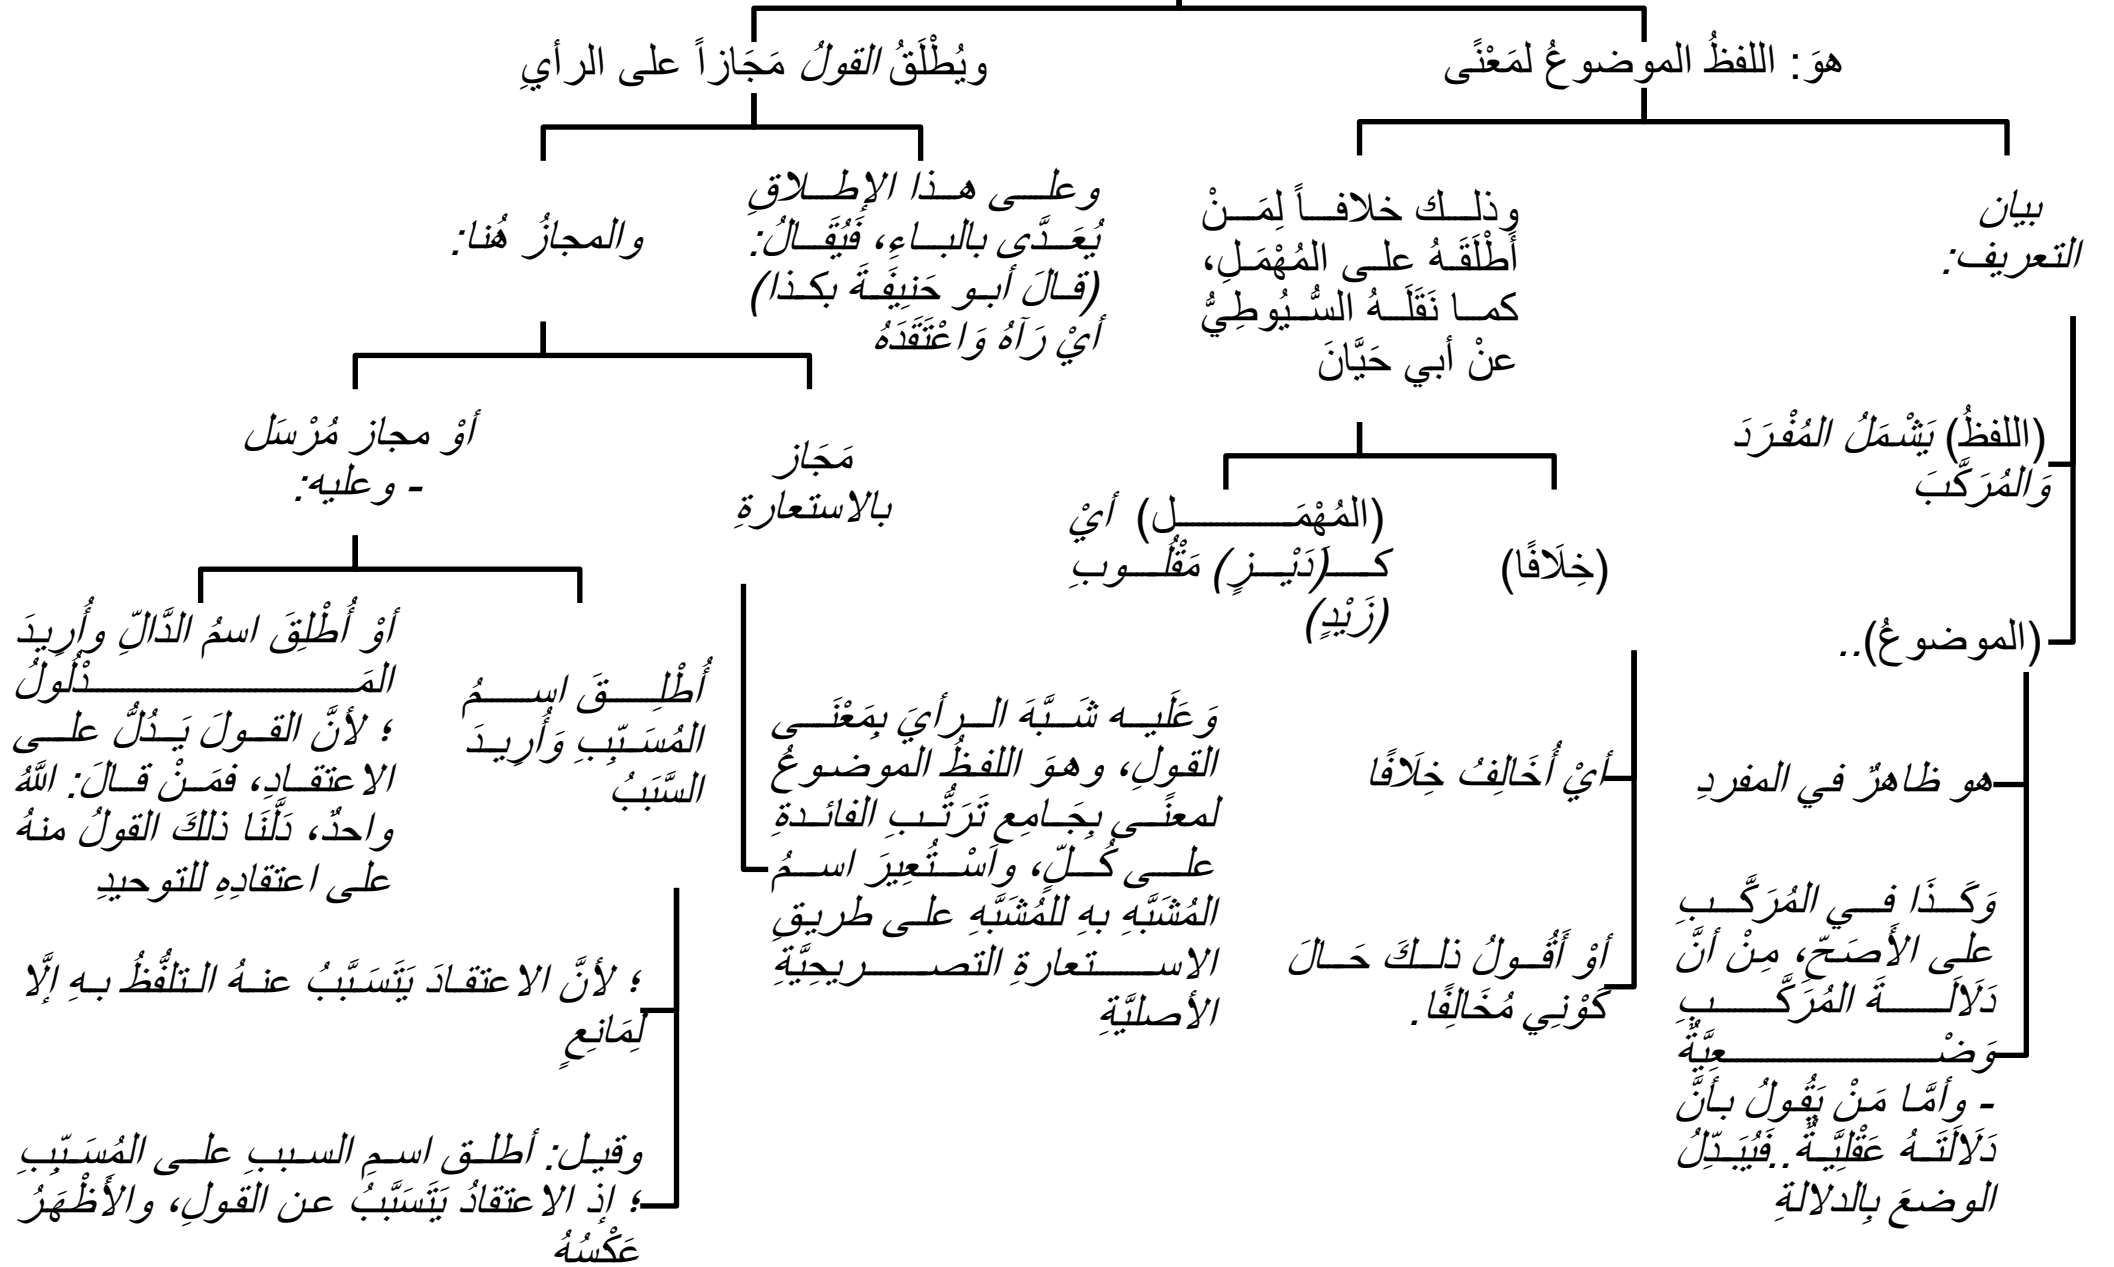 هوَ: اللفظُ الموضوعُ لمَعْنًى
ويُطْلَقُ القولُ مَجَازاً على الرأيِ
بيان
التعريف:
وذلك خلافاً لِمَنْ
أَطْلَقَهُ على المُهْمَلِ،
كما نَقَلَهُ السُّيُوطِيُّ
عنْ أبي حَيَّانَ
وعلى هذا الإطلاقِ
يُعَدَّى بالباءِ، فَيُقَالُ:
(قالَ أبو حَنِيفَةَ بكذا)
أيْ رَآهُ وَاعْتَقَدَهُ
والمجازُ هُنا:
(اللفظُ) يَشْمَلُ المُفْرَدَ
وَالمُرَكَّبَ
(الموضوعُ)..
هو ظاهرٌ في المفردِ
وَكَذَا في المُرَكَّبِ
على الأَصَحّ، مِنْ أنَّ
دَلَالَةَ المُرَكَّبِ
وَضْعِيَّةٌ
- وأمَّا مَنْ يَقُولُ بأنَّ
دَلَالَتَهُ عَقْلِيَّةٌ..فَيُبَدِّلُ
الوضعَ بِالدلالةِ
(خِلَافًا)
أيْ أُخَالِفُ خِلَافًا
أوْ أَقُولُ ذلكَ حَالَ
كَوْنِي مُخَالِفًا.
(المُهْمَل) أيْ
كـ(دَيْزٍ) مَقْلُوبِ
(زَيْدٍ)
مَجَاز
بالاستعارةِ
وَعَلَيه شَبَّهَ الرأيَ بِمَعْنَى
القولِ، وهوَ اللفظُ الموضوعُ
لمعنًى بِجَامِعِ تَرَتُّبِ الفائدةِ
على كُلّ، واسْتُعِيرَ اسمُ
المُشَبَّهِ بهِ للمُشَبَّهِ على طريقِ
الاستعارةِ التصريحِيَّةِ
الأصليَّةِ
أوْ مجاز مُرْسَل
- وعليه:
أُطْلِقَ اسمُ
المُسَبّبِ وَأُرِيدَ
السَّبَبُ
؛ لأنَّ الاعتقادَ يَتَسَبَّبُ عنهُ التلفُّظُ بهِ إلَّا
لِمَانِعٍ
وقيل: أطلق اسمِ السببِ على المُسَبّبِ
؛ إذ الاعتقادُ يَتَسَبَّبُ عن القولِ، والأَظْهَرُ
عَكْسُهُ
أوْ أُطْلِقَ اسمُ الدَّالّ وأُرِيدَ
المَدْلُولُ
؛ لأنَّ القولَ يَدُلُّ على
الاعتقادِ، فمَنْ قالَ: اللَّهُ
واحدٌ، دَلَّنَا ذلكَ القولُ منهُ
على اعتقادِهِ للتوحيدِ